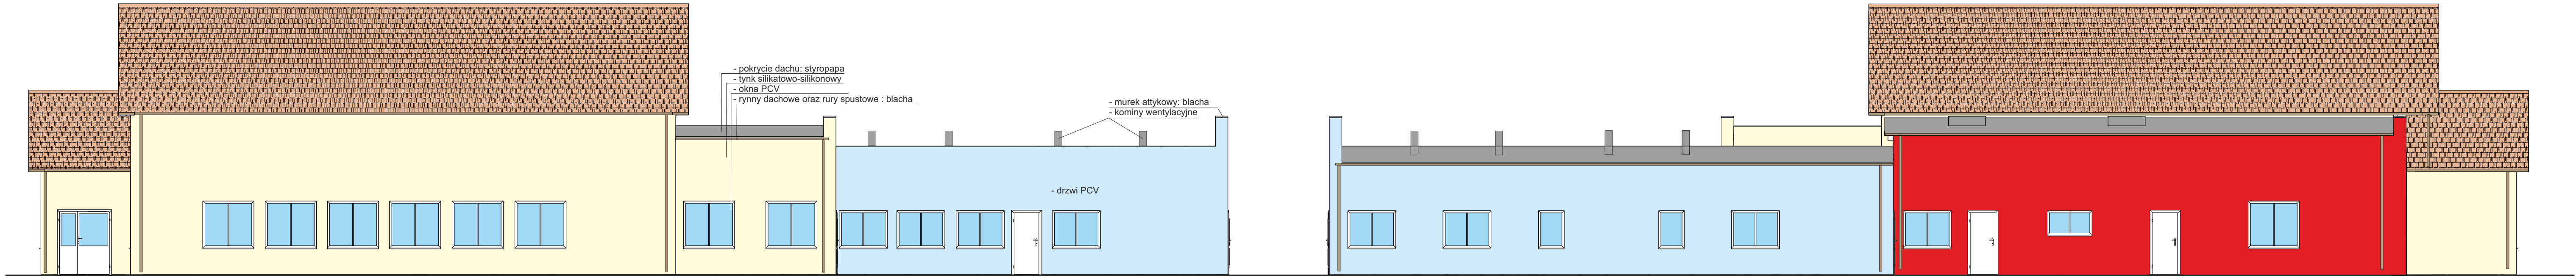 - pokrycie dachu: styropapa
- tynk silikatowo-silikonowy
- okna PCV
- rynny dachowe oraz rury spustowe : blacha
- murek attykowy: blacha
- kominy wentylacyjne
- drzwi PCV